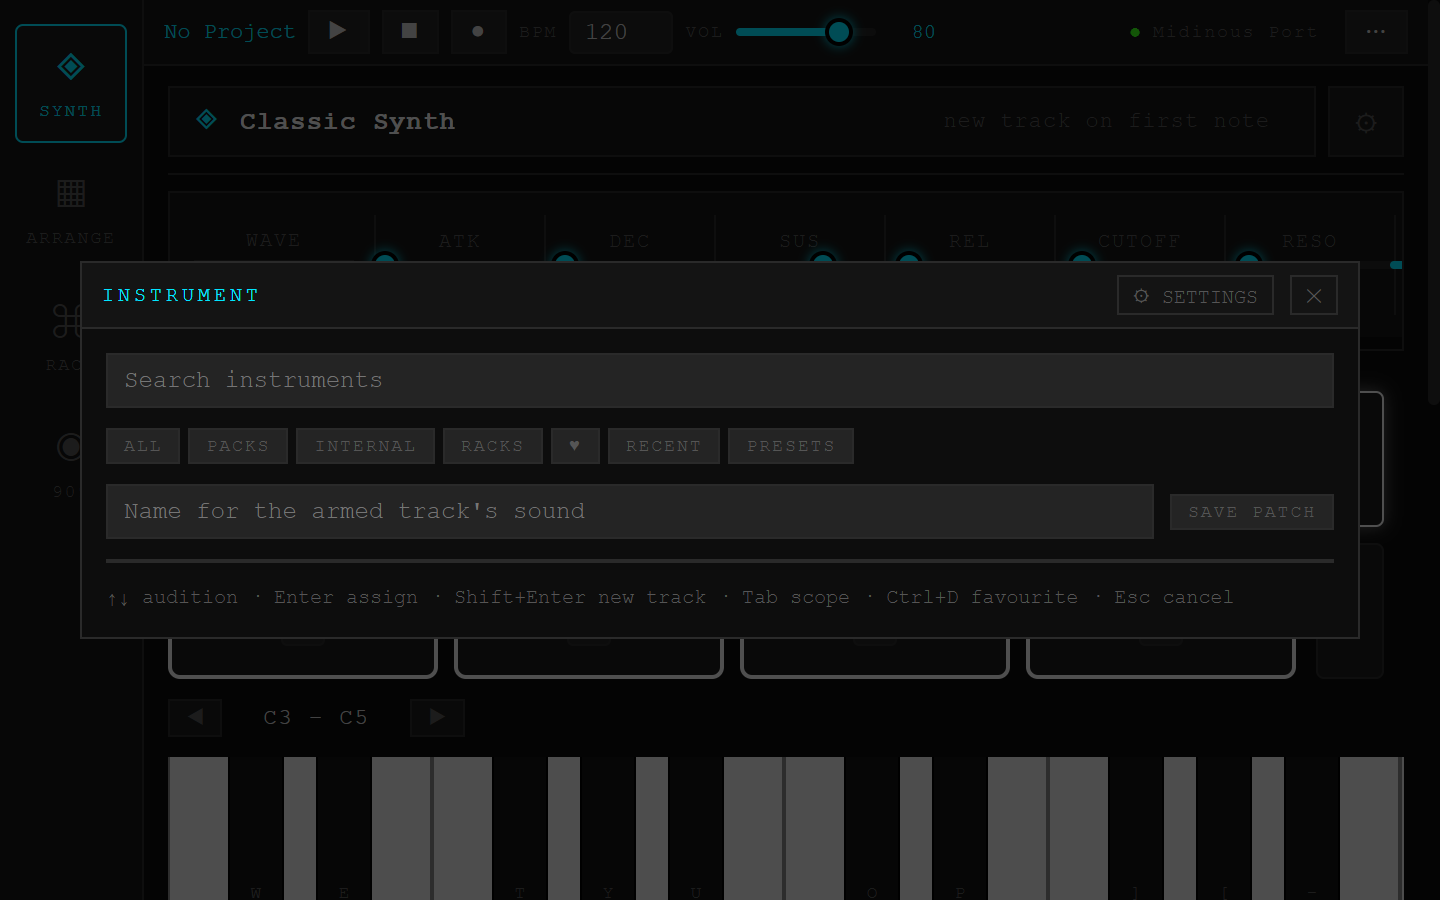 No Project
BPM 120 VOL 80
Midinous Port
...
SYNTH
Classic Synth
new track on first note
ARRANGE
WAVE ATK DEC SUS REL CUTOFF RESO
INSTRUMENT
SETTINGS
Search instruments
ALL PACKS INTERNAL RACKS ♥ RECENT PRESETS
Name for the armed track's sound
SAVE PATCH
↑↓ audition · Enter assign · Shift+Enter new track · Tab scope · Ctrl+D favourite · Esc cancel
C3 – C5
W E T Y U O P ] [ -